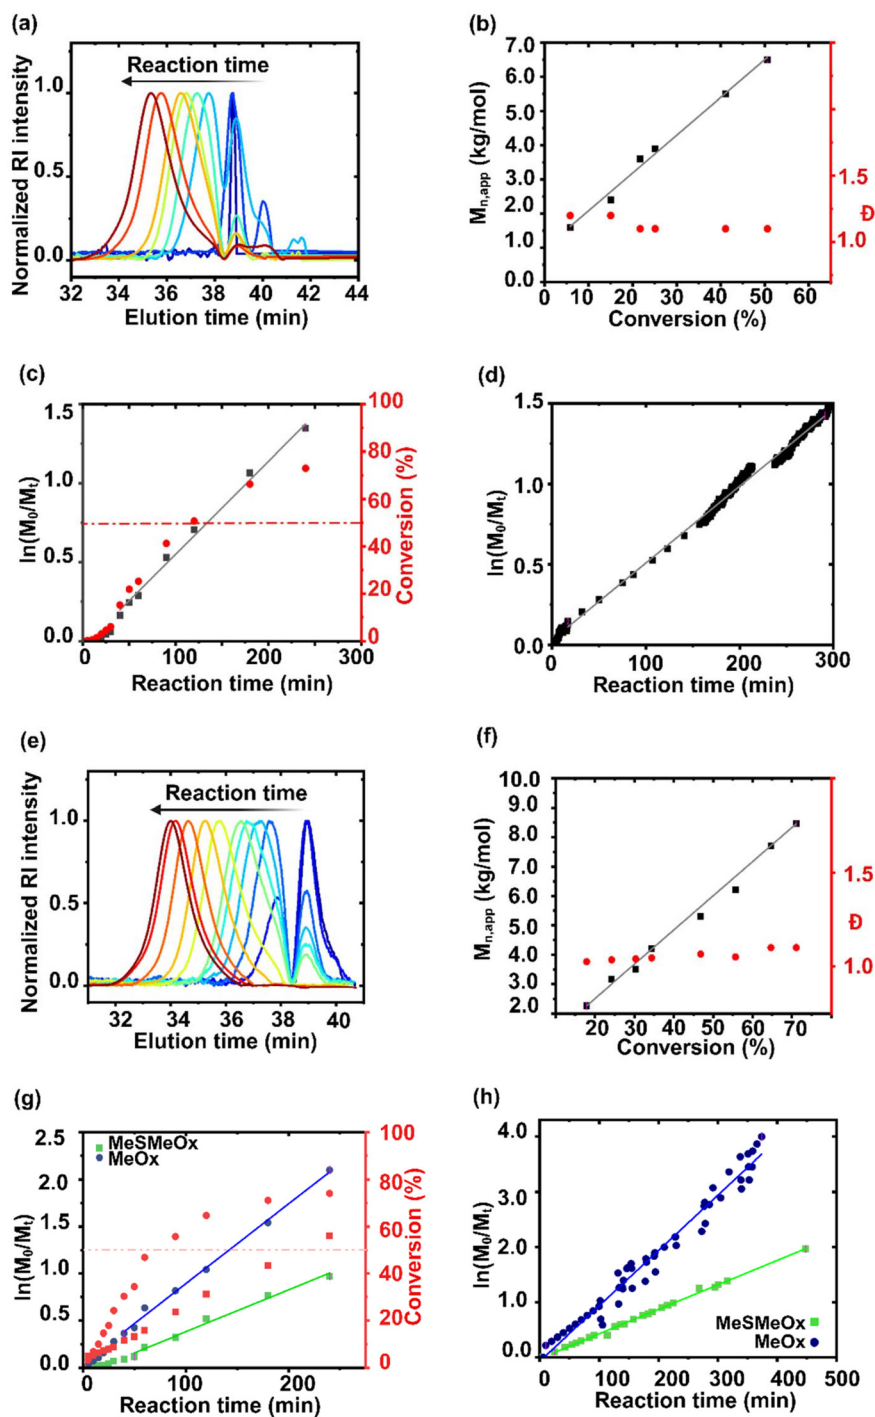 (a)
Normalized RI intensity
1.0
0.5
0.0
Reaction time
32 34 36 38 40 42 44
Elution time (min)
(b)
Mn,app (kg/mol)
7.0
6.0
5.0
4.0
3.0
2.0
1.0
0.0
1.5
1.0
Đ
0 10 20 30 40 50 60
Conversion (%)
(c)
ln(M0/Mt)
1.5
1.0
0.5
0.0
100
80
60
40
20
0
Conversion (%)
0 100 200 300
Reaction time (min)
(d)
ln(M0/Mt)
1.5
1.0
0.5
0.0
0 100 200 300
Reaction time (min)
(e)
Normalized RI intensity
1.0
0.5
0.0
Reaction time
32 34 36 38 40
Elution time (min)
(f)
Mn,app (kg/mol)
10.0
9.0
8.0
7.0
6.0
5.0
4.0
3.0
2.0
1.5
1.0
Đ
20 30 40 50 60 70
Conversion (%)
(g)
ln(M0/Mt)
2.5
2.0
1.5
1.0
0.5
0.0
MeSMeOx
MeOx
100
80
60
40
20
0
Conversion (%)
0 100 200
Reaction time (min)
(h)
ln(M0/Mt)
4.0
3.0
2.0
1.0
0.0
MeSMeOx
MeOx
0 100 200 300 400 500
Reaction time (min)